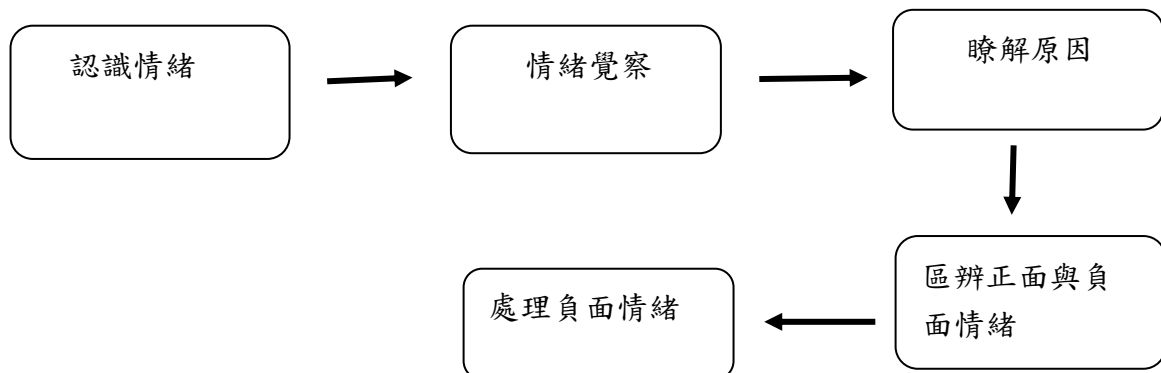 認識情緒
情緒覺察
瞭解原因
區辨正面與負
面情緒
處理負面情緒